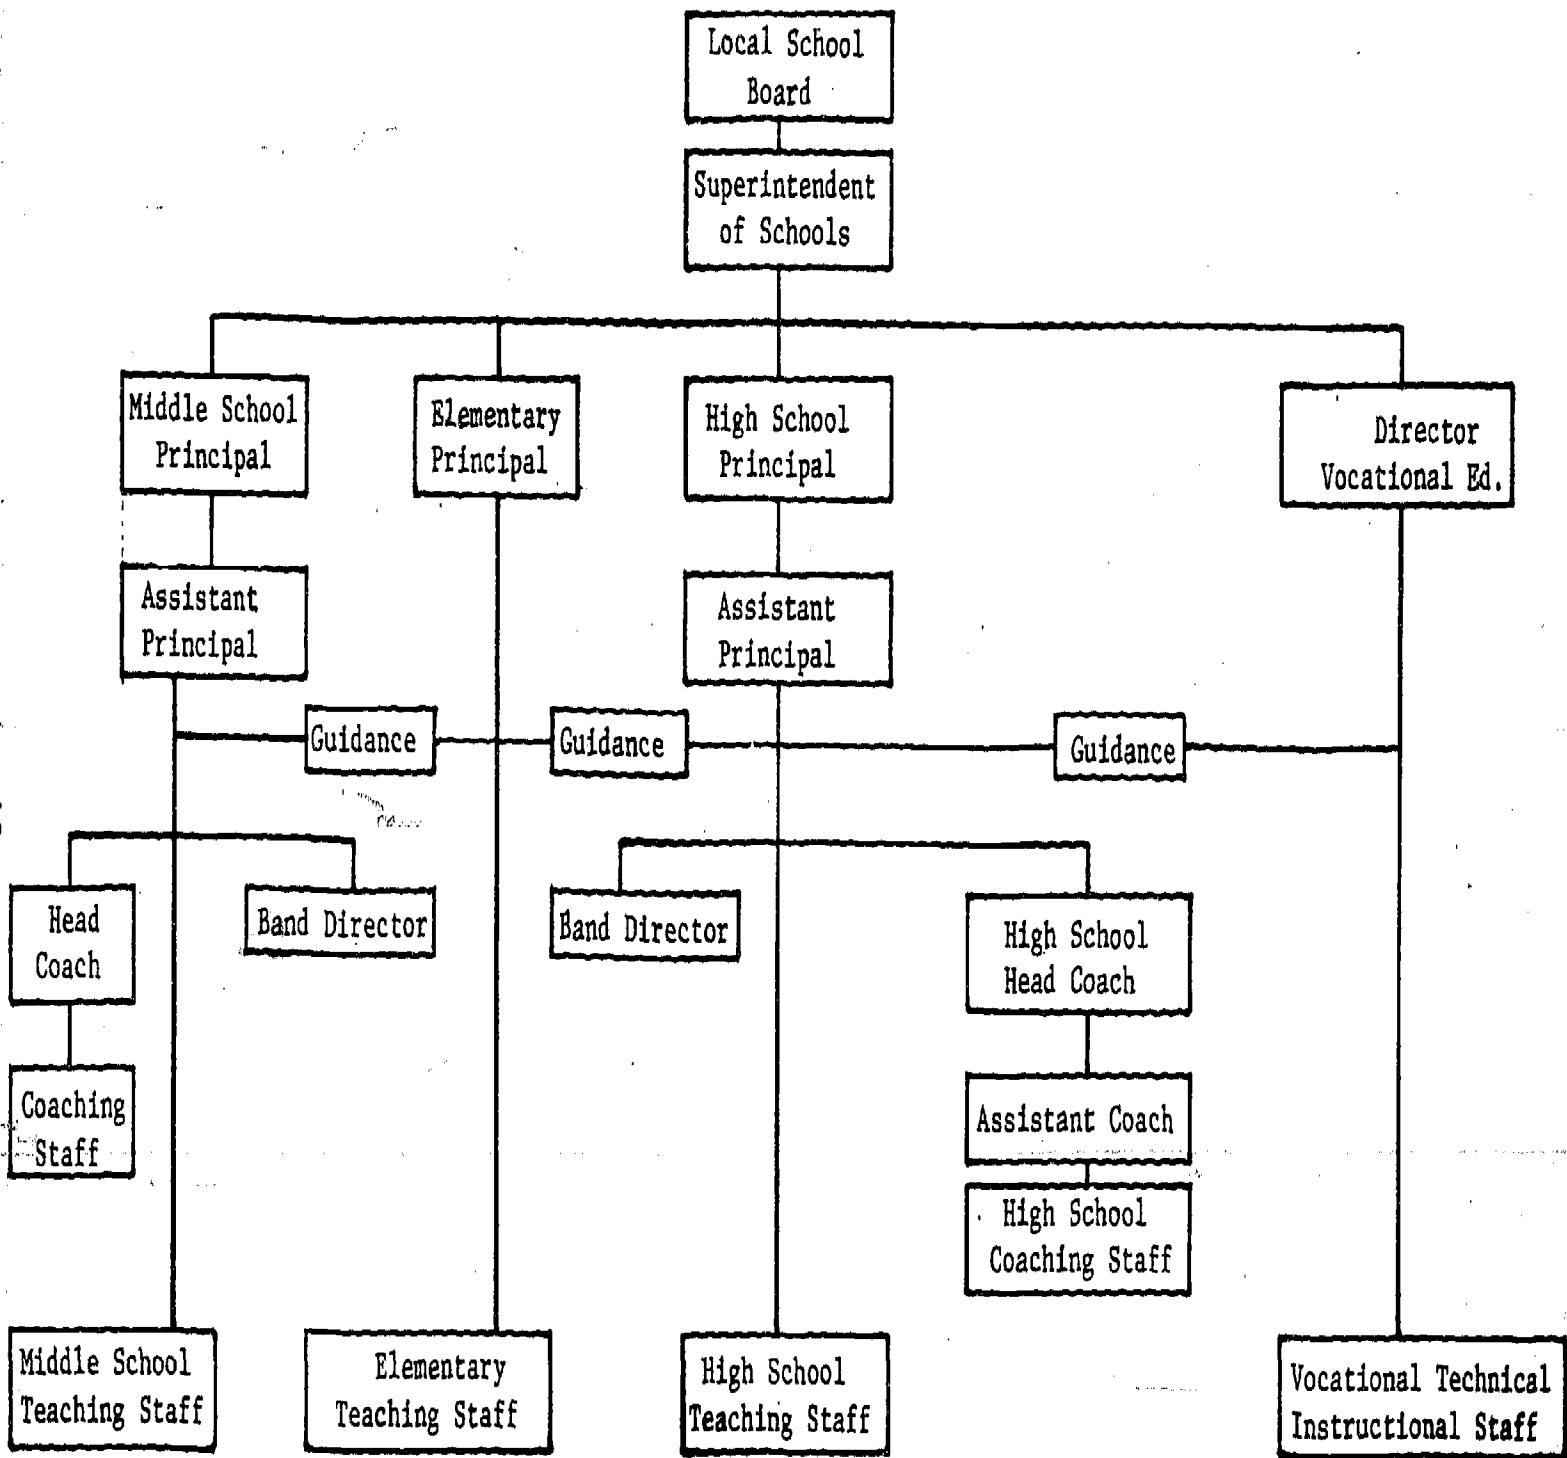 Local School
Board
Superintendent
of Schools
Middle School
Principal
Elementary
Principal
High School
Principal
Director
Vocational Ed.
Assistant
Principal
Assistant
Principal
Guidance
Guidance
Guidance
Head
Coach
Band Director
Band Director
High School
Head Coach
Coaching
Staff
Assistant Coach
High School
Coaching Staff
Middle School
Teaching Staff
Elementary
Teaching Staff
High School
Teaching Staff
Vocational Technical
Instructional Staff